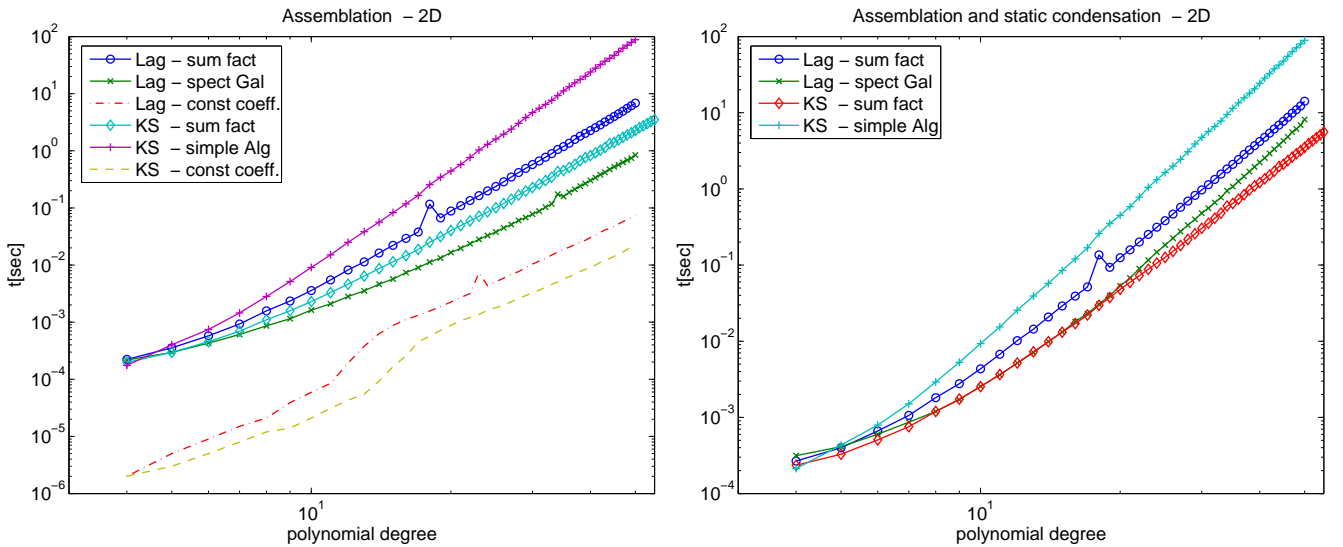 Assemblation  – 2D
t[sec]
10^2
10^1
10^0
10^-1
10^-2
10^-3
10^-4
10^-5
10^-6
Lag – sum fact
Lag – spect Gal
Lag – const coeff.
KS – sum fact
KS – simple Alg
KS – const coeff.
10^1
polynomial degree
Assemblation and static condensation  – 2D
t[sec]
10^2
10^1
10^0
10^-1
10^-2
10^-3
10^-4
Lag – sum fact
Lag – spect Gal
KS – sum fact
KS – simple Alg
10^1
polynomial degree